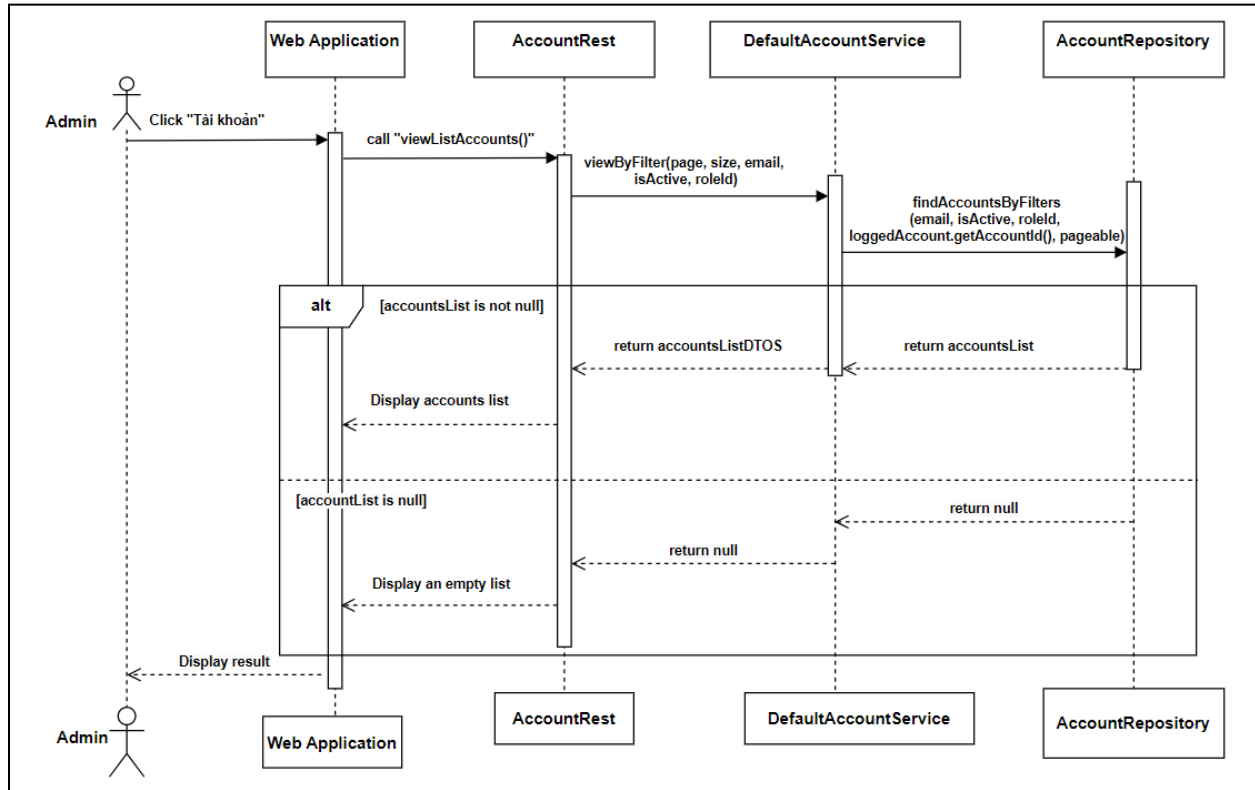 Web Application
AccountRest
DefaultAccountService
AccountRepository
Admin
Click "Tài khoản"
call "viewListAccounts()"
viewByFilter(page, size, email,
isActive, roleId)
findAccountsByFilters
(email, isActive, roleId,
loggedAccount.getAccountId(), pageable)
alt
[accountsList is not null]
return accountsListDTOS
return accountsList
Display accounts list
[accountList is null]
return null
return null
Display an empty list
Display result
Admin
Web Application
AccountRest
DefaultAccountService
AccountRepository